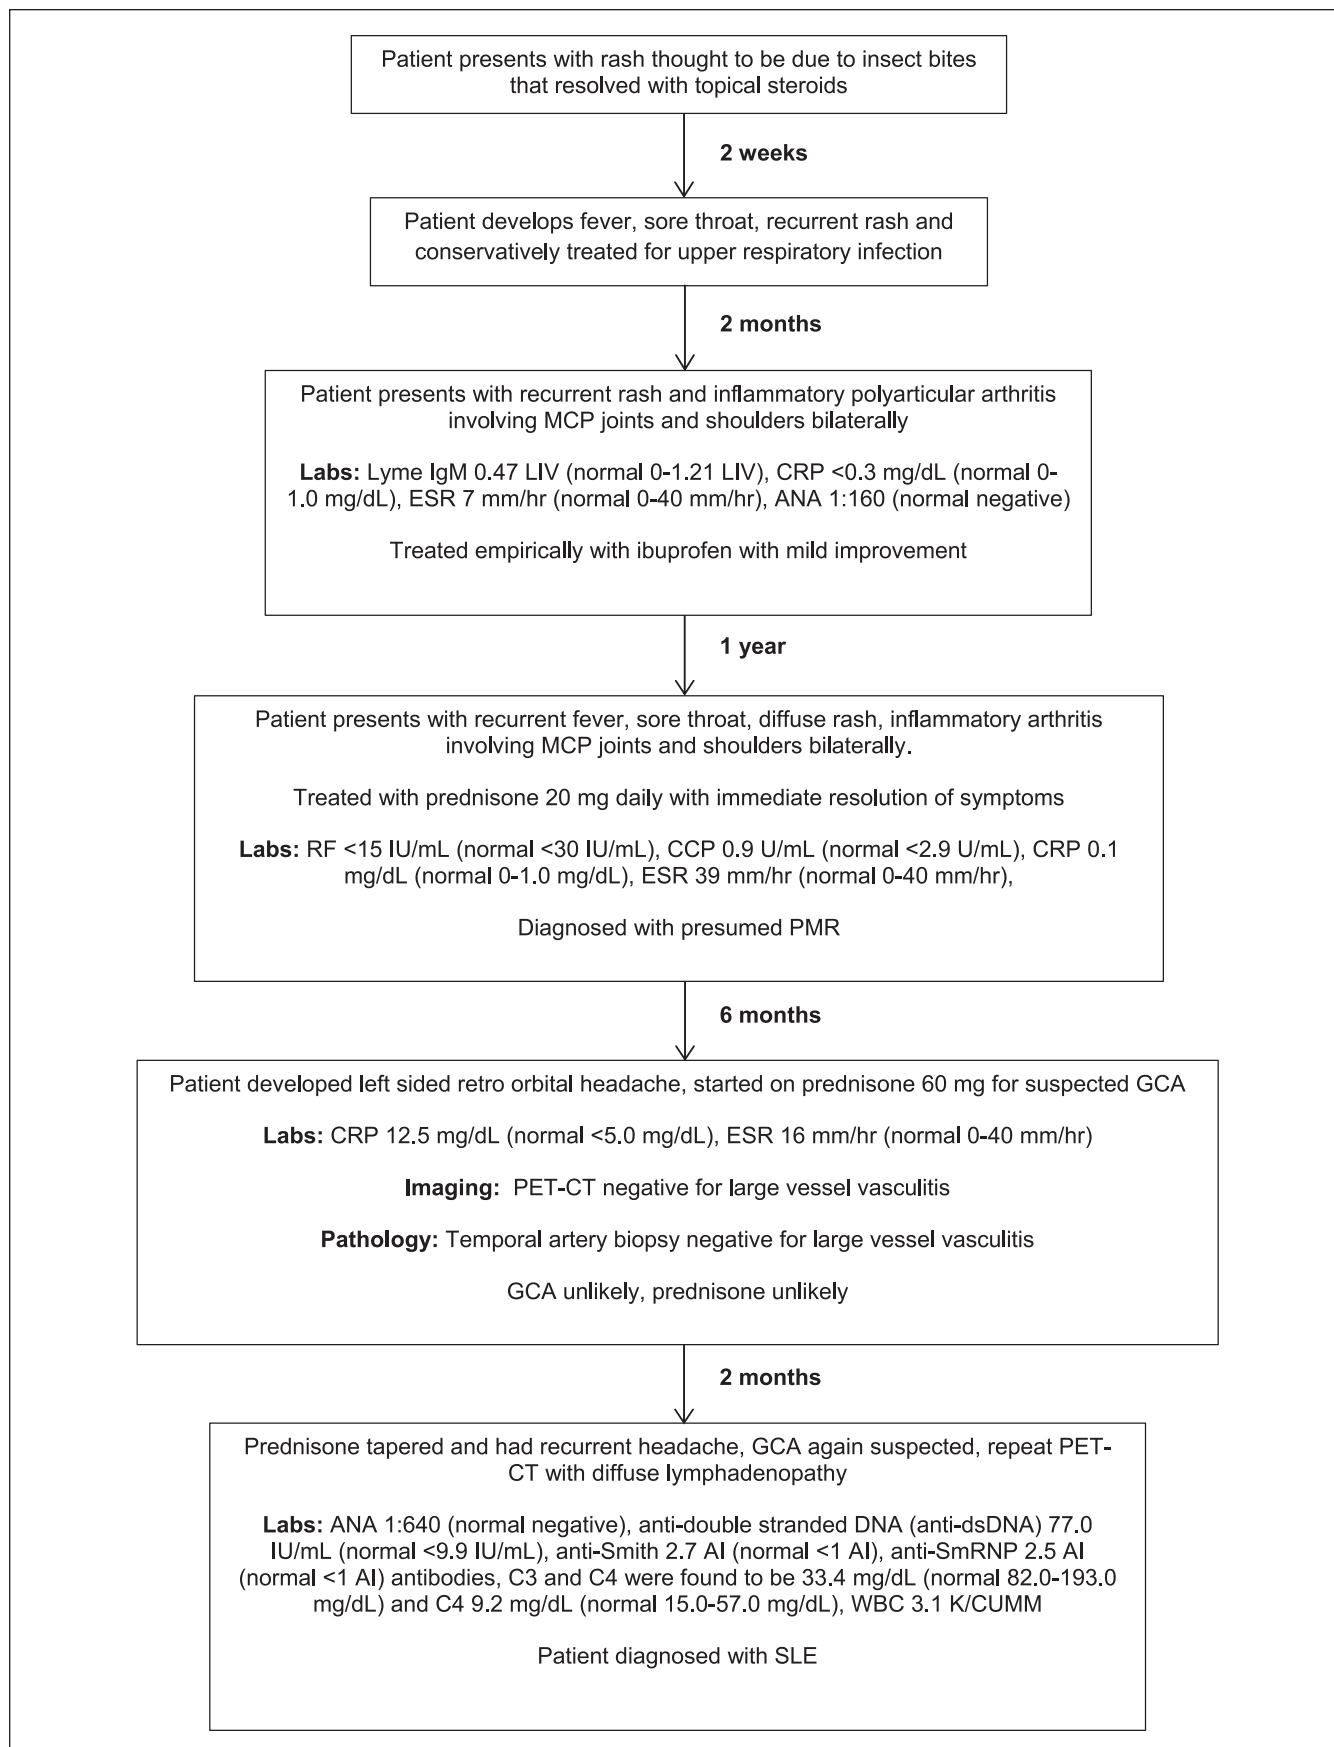 Patient presents with rash thought to be due to insect bites
that resolved with topical steroids
2 weeks
Patient develops fever, sore throat, recurrent rash and
conservatively treated for upper respiratory infection
2 months
Patient presents with recurrent rash and inflammatory polyarticular arthritis
involving MCP joints and shoulders bilaterally
Labs: Lyme IgM 0.47 LIV (normal 0-1.21 LIV), CRP <0.3 mg/dL (normal 0-
1.0 mg/dL), ESR 7 mm/hr (normal 0-40 mm/hr), ANA 1:160 (normal negative)
Treated empirically with ibuprofen with mild improvement
1 year
Patient presents with recurrent fever, sore throat, diffuse rash, inflammatory arthritis
involving MCP joints and shoulders bilaterally.
Treated with prednisone 20 mg daily with immediate resolution of symptoms
Labs: RF <15 IU/mL (normal <30 IU/mL), CCP 0.9 U/mL (normal <2.9 U/mL), CRP 0.1
mg/dL (normal 0-1.0 mg/dL), ESR 39 mm/hr (normal 0-40 mm/hr),
Diagnosed with presumed PMR
6 months
Patient developed left sided retro orbital headache, started on prednisone 60 mg for suspected GCA
Labs: CRP 12.5 mg/dL (normal <5.0 mg/dL), ESR 16 mm/hr (normal 0-40 mm/hr)
Imaging: PET-CT negative for large vessel vasculitis
Pathology: Temporal artery biopsy negative for large vessel vasculitis
GCA unlikely, prednisone unlikely
2 months
Prednisone tapered and had recurrent headache, GCA again suspected, repeat PET-
CT with diffuse lymphadenopathy
Labs: ANA 1:640 (normal negative), anti-double stranded DNA (anti-dsDNA) 77.0
IU/mL (normal <9.9 IU/mL), anti-Smith 2.7 AI (normal <1 AI), anti-SmRNP 2.5 AI
(normal <1 AI) antibodies, C3 and C4 were found to be 33.4 mg/dL (normal 82.0-193.0
mg/dL) and C4 9.2 mg/dL (normal 15.0-57.0 mg/dL), WBC 3.1 K/CUMM
Patient diagnosed with SLE